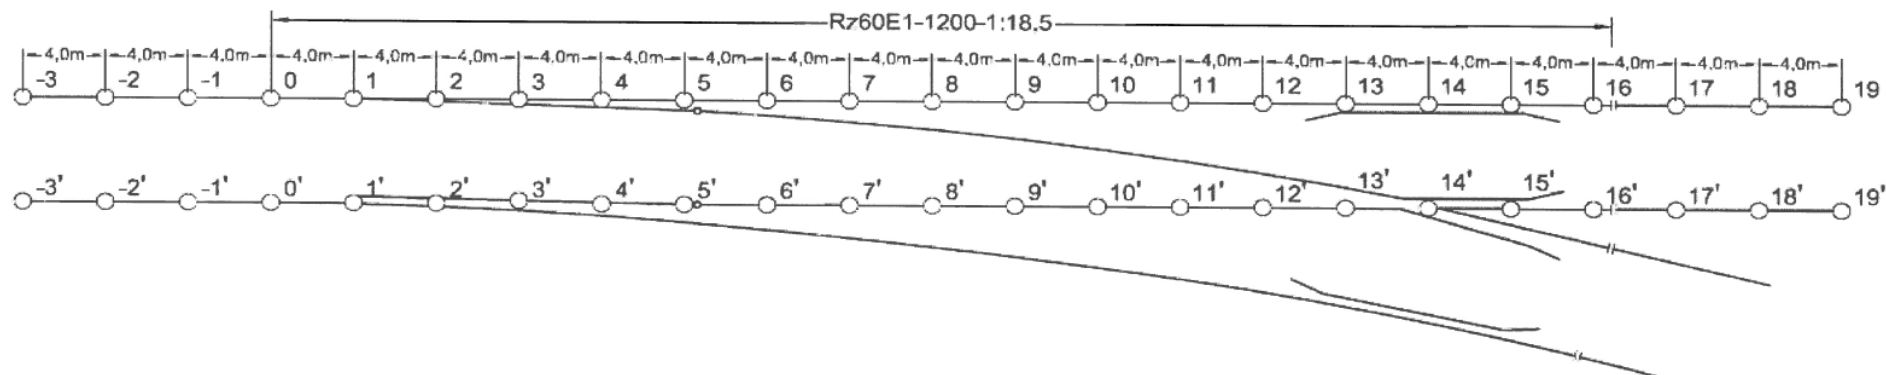 Rz60E1-1200-1:18,5
4,0m 4,0m 4,0m 4,0m 4,0m 4,0m 4,0m 4,0m 4,0m 4,0m 4,0m 4,0m 4,0m 4,0m 4,0m 4,0m 4,0m 4,0m 4,0m 4,0m 4,0m 4,0m
-3 -2 -1 0 1 2 3 4 5 6 7 8 9 10 11 12 13 14 15 16 17 18 19
-3' -2' -1' 0' 1' 2' 3' 4' 5' 6' 7' 8' 9' 10' 11' 12' 13' 14' 15' 16' 17' 18' 19'